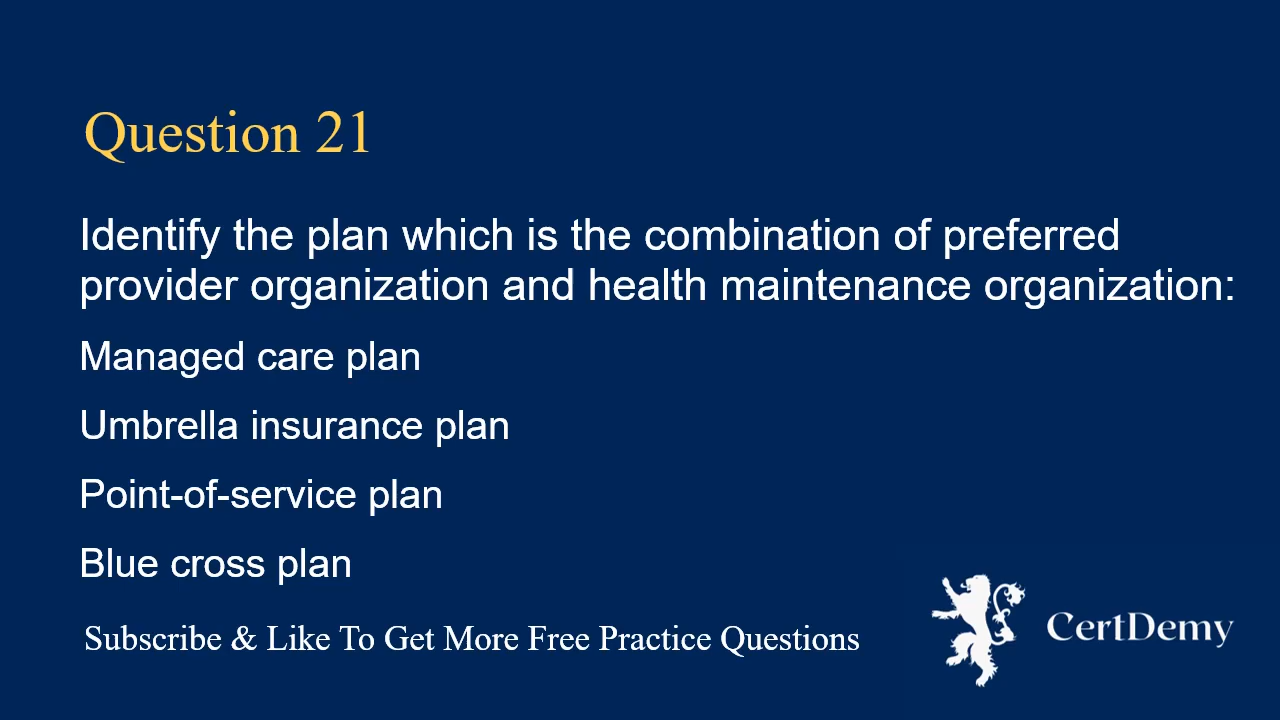 Question 21
Identify the plan which is the combination of preferred
provider organization and health maintenance organization:
Managed care plan
Umbrella insurance plan
Point-of-service plan
Blue cross plan
Subscribe & Like To Get More Free Practice Questions
CertDemy